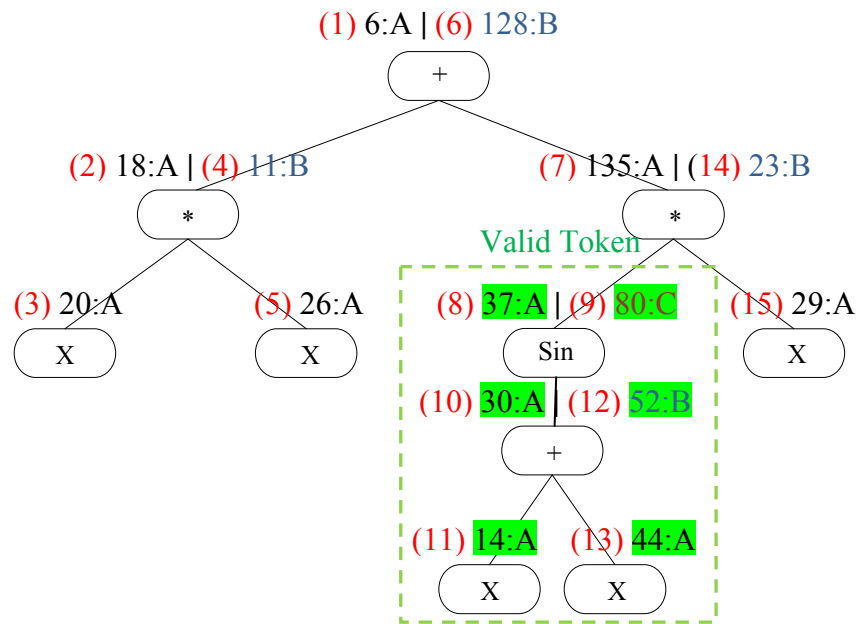 (1) 6:A | (6) 128:B
+
(2) 18:A | (4) 11:B
(7) 135:A | (14) 23:B
*
*
Valid Token
(3) 20:A
(5) 26:A
(8) 37:A | (9) 80:C
(15) 29:A
X
X
Sin
X
(10) 30:A | (12) 52:B
+
(11) 14:A
(13) 44:A
X
X